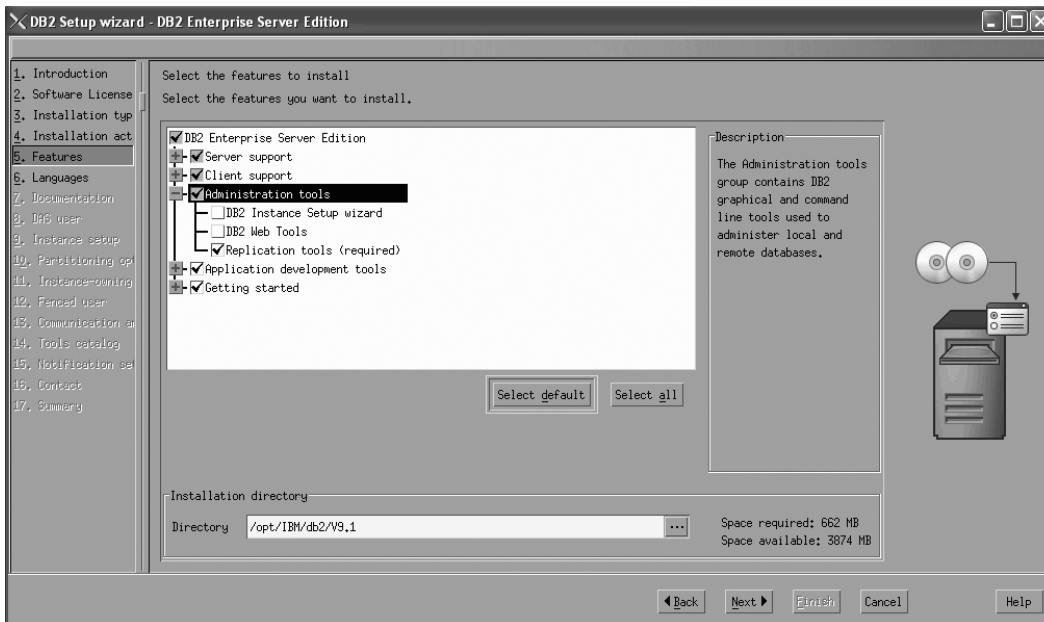 DB2 Setup wizard - DB2 Enterprise Server Edition
1. Introduction
2. Software License
3. Installation typ
4. Installation act
5. Features
6. Languages
7. Documentation
8. DAS user
9. Instance setup
10. Partitioning op
11. Instance-owning
12. Fenced user
13. Communication an
14. Tools catalog
15. Notification se
16. Contact
17. Summary
Select the features to install
Select the features you want to install.
DB2 Enterprise Server Edition
Server support
Client support
Administration tools
DB2 Instance Setup wizard
DB2 Web Tools
Replication tools (required)
Application development tools
Getting started
Select default
Select all
Description
The Administration tools
group contains DB2
graphical and command
line tools used to
administer local and
remote databases.
Installation directory
Directory /opt/IBM/db2/V9.1 ...
Space required: 662 MB
Space available: 3874 MB
Back Next Finish Cancel Help